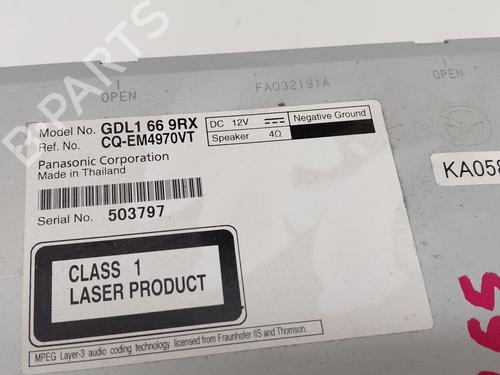 B PARTS
OPEN
FA032191A
OPEN
Model No. GDL1 66 9RX
Ref. No. CQ-EM4970VT
DC 12V
Negative Ground
Speaker 4Ω
Panasonic Corporation
Made in Thailand
Serial No. 503797
KA058
CLASS 1
LASER PRODUCT
MPEG Layer-3 audio coding technology licensed from Fraunhofer IIS and Thomson.